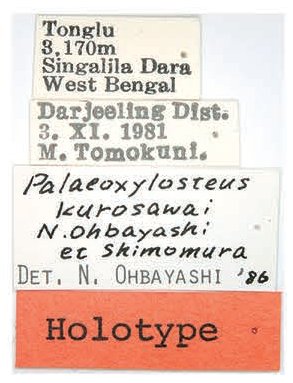 Tonglu
3,170m
Singalila Dara
West Bengal
Darjeeling Dist.
3. XI. 1981
M. Tomokuni.
Palaeoxylosteus
kurosawai
N. Ohbayashi
et Shimomura
DET. N. OHBAYASHI '86
Holotype